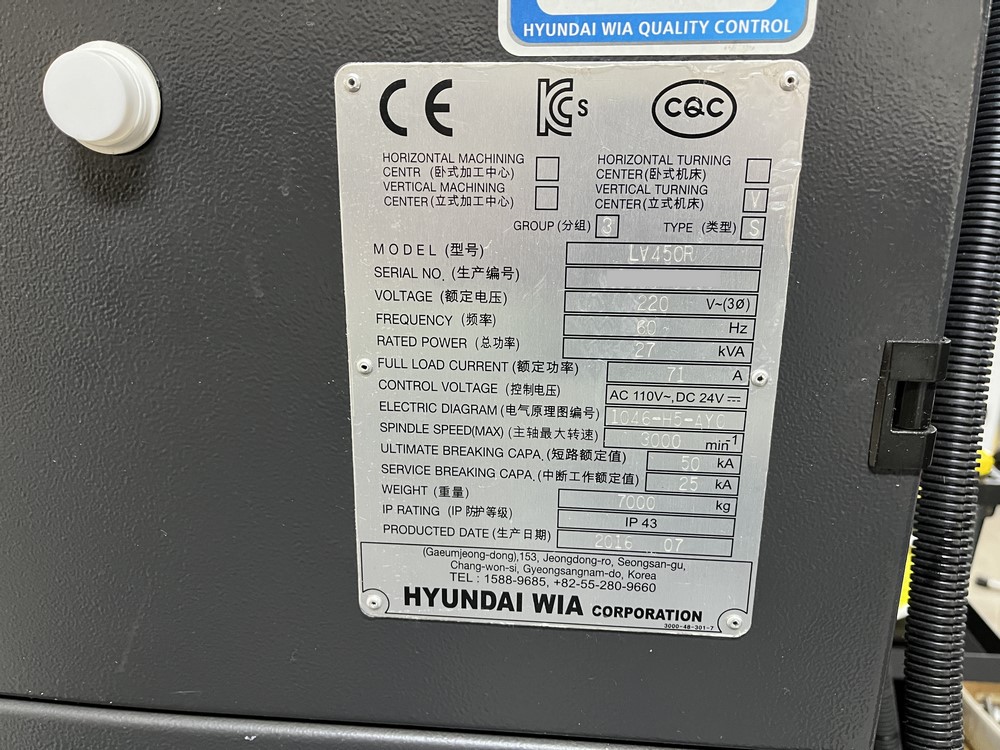 HYUNDAI WIA QUALITY CONTROL
CE
KCs
CQC
HORIZONTAL MACHINING
CENTR (卧式加工中心)
VERTICAL MACHINING
CENTER (立式加工中心)
HORIZONTAL TURNING
CENTER (卧式机床)
VERTICAL TURNING
CENTER (立式机床) V
GROUP (分组) 3 TYPE (类型) S
MODEL (型号) LV450R
SERIAL NO. (生产编号)
VOLTAGE (额定电压) 220 V~(3Ø)
FREQUENCY (频率) 60 Hz
RATED POWER (总功率) 27 kVA
FULL LOAD CURRENT (额定功率) 71 A
CONTROL VOLTAGE (控制电压) AC 110V~, DC 24V ⎓
ELECTRIC DIAGRAM (电气原理图编号)
SPINDLE SPEED(MAX) (主轴最大转速) 3000 min⁻¹
ULTIMATE BREAKING CAPA. (短路额定值) 50 kA
SERVICE BREAKING CAPA. (中断工作额定值) 25 kA
WEIGHT (重量) 7000 kg
IP RATING (IP 防护等级) IP 43
PRODUCTED DATE (生产日期) 2016 07
(Gaeumjeong-dong),153, Jeongdong-ro, Seongsan-gu,
Chang-won-si, Gyeongsangnam-do, Korea
TEL : 1588-9685, +82-55-280-9660
HYUNDAI WIA CORPORATION
3000-48-301-7